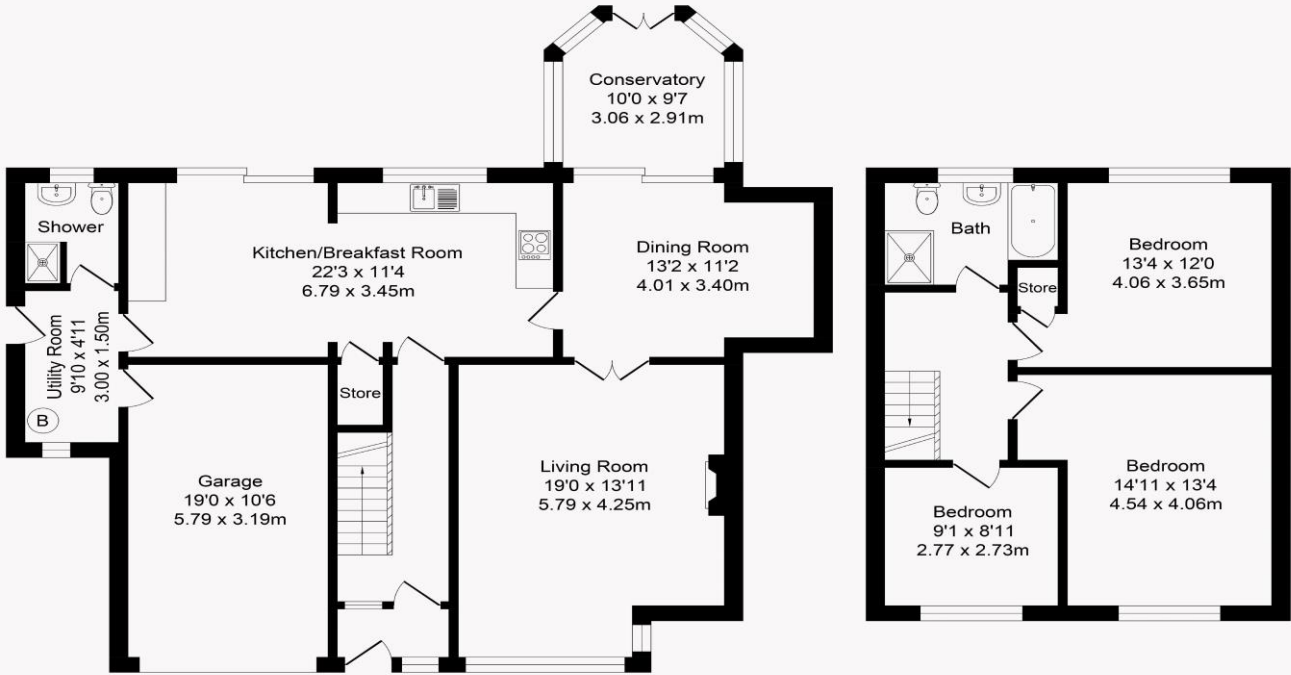 Conservatory
10'0 x 9'7
3.06 x 2.91m
Shower
Kitchen/Breakfast Room
22'3 x 11'4
6.79 x 3.45m
Dining Room
13'2 x 11'2
4.01 x 3.40m
Utility Room
9'10 x 4'11
3.00 x 1.50m
B
Store
Garage
19'0 x 10'6
5.79 x 3.19m
Living Room
19'0 x 13'11
5.79 x 4.25m
Bath
Bedroom
13'4 x 12'0
4.06 x 3.65m
Store
Bedroom
14'11 x 13'4
4.54 x 4.06m
Bedroom
9'1 x 8'11
2.77 x 2.73m